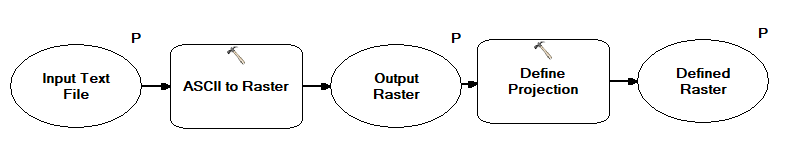 P
Input Text
File
ASCII to Raster
P
Output
Raster
Define
Projection
P
Defined
Raster